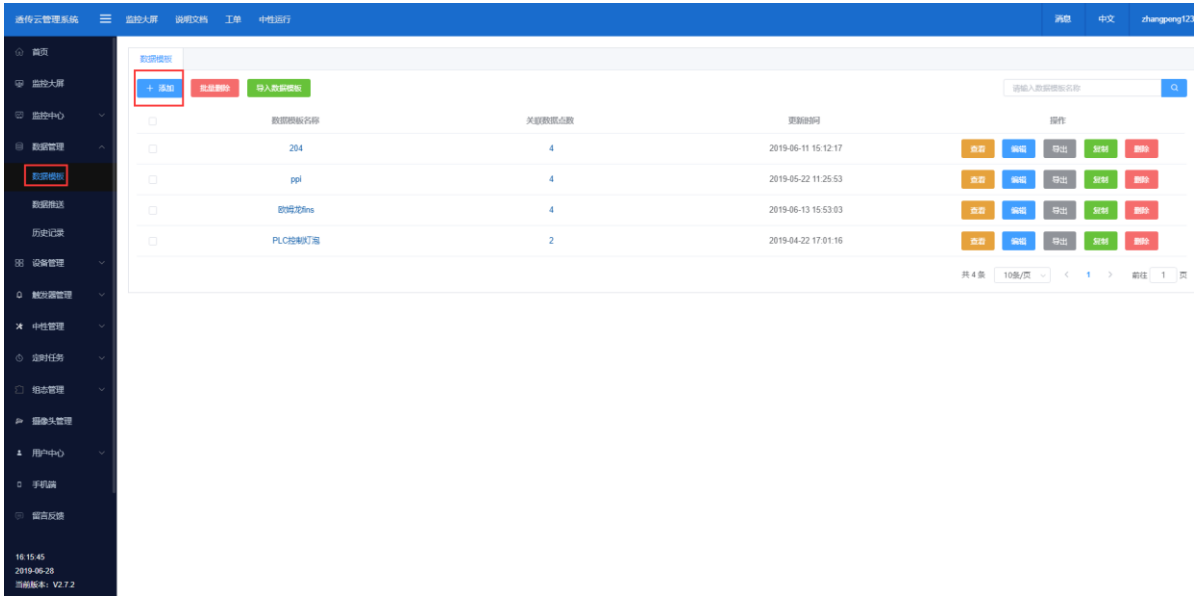 透传云管理系统 监控大屏 说明文档 工单 中性运行 消息 中文 zhangpeng123
首页
监控大屏
监控中心
数据管理
数据模板
数据推送
历史记录
设备管理
触发器管理
中性管理
定时任务
组态管理
摄像头管理
用户中心
手机端
留言反馈
16:15:45
2019-06-28
当前版本：V2.7.2
数据模板
+ 添加 批量删除 导入数据模板 请输入数据模板名称
数据模板名称 关联数据点数 更新时间 操作
204 4 2019-06-11 15:12:17 查看 编辑 导出 复制 删除
ppi 4 2019-05-22 11:25:53 查看 编辑 导出 复制 删除
欧姆龙fins 4 2019-06-13 15:53:03 查看 编辑 导出 复制 删除
PLC控制灯泡 2 2019-04-22 17:01:16 查看 编辑 导出 复制 删除
共 4 条 10条/页 < 1 > 前往 1 页